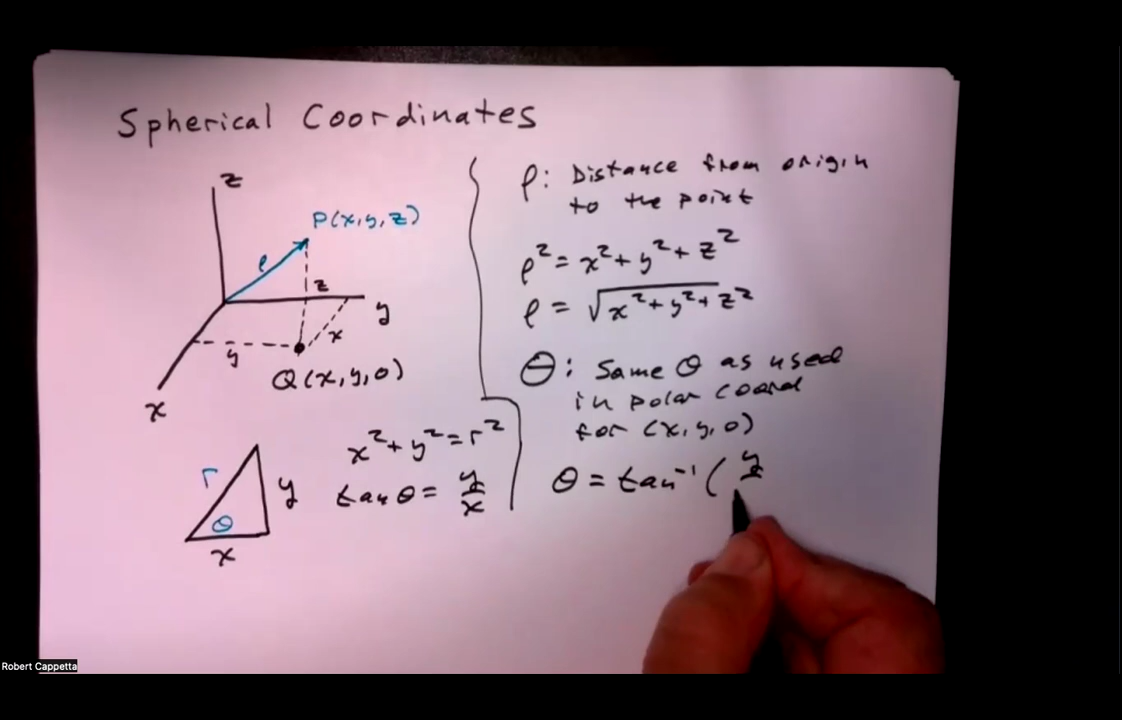 Spherical Coordinates
z
P(x,y,z)
ρ
z
y
x
y
Q(x,y,0)
x
x²+y²=r²
r
y
tan θ = y/x
θ
x
ρ: Distance from origin
to the point
ρ² = x²+y²+z²
ρ = √x²+y²+z²
θ: Same θ as used
in polar coord
for (x,y,0)
θ = tan⁻¹(y
Robert Cappetta